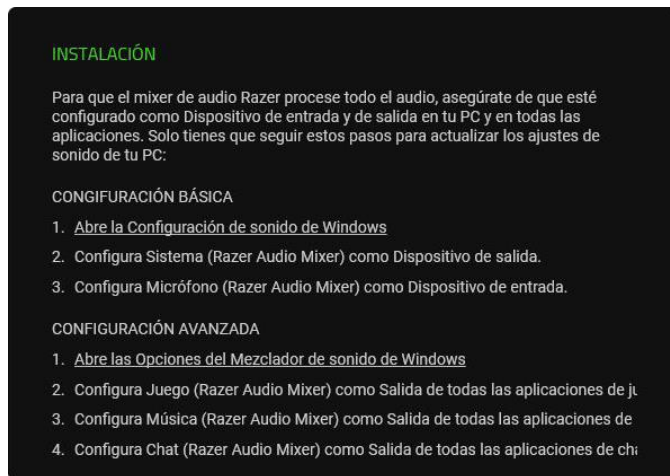 INSTALACIÓN
Para que el mixer de audio Razer procese todo el audio, asegúrate de que esté
configurado como Dispositivo de entrada y de salida en tu PC y en todas las
aplicaciones. Solo tienes que seguir estos pasos para actualizar los ajustes de
sonido de tu PC:
CONGIFURACIÓN BÁSICA
1. Abre la Configuración de sonido de Windows
2. Configura Sistema (Razer Audio Mixer) como Dispositivo de salida.
3. Configura Micrófono (Razer Audio Mixer) como Dispositivo de entrada.
CONFIGURACIÓN AVANZADA
1. Abre las Opciones del Mezclador de sonido de Windows
2. Configura Juego (Razer Audio Mixer) como Salida de todas las aplicaciones de
3. Configura Música (Razer Audio Mixer) como Salida de todas las aplicaciones de
4. Configura Chat (Razer Audio Mixer) como Salida de todas las aplicaciones de